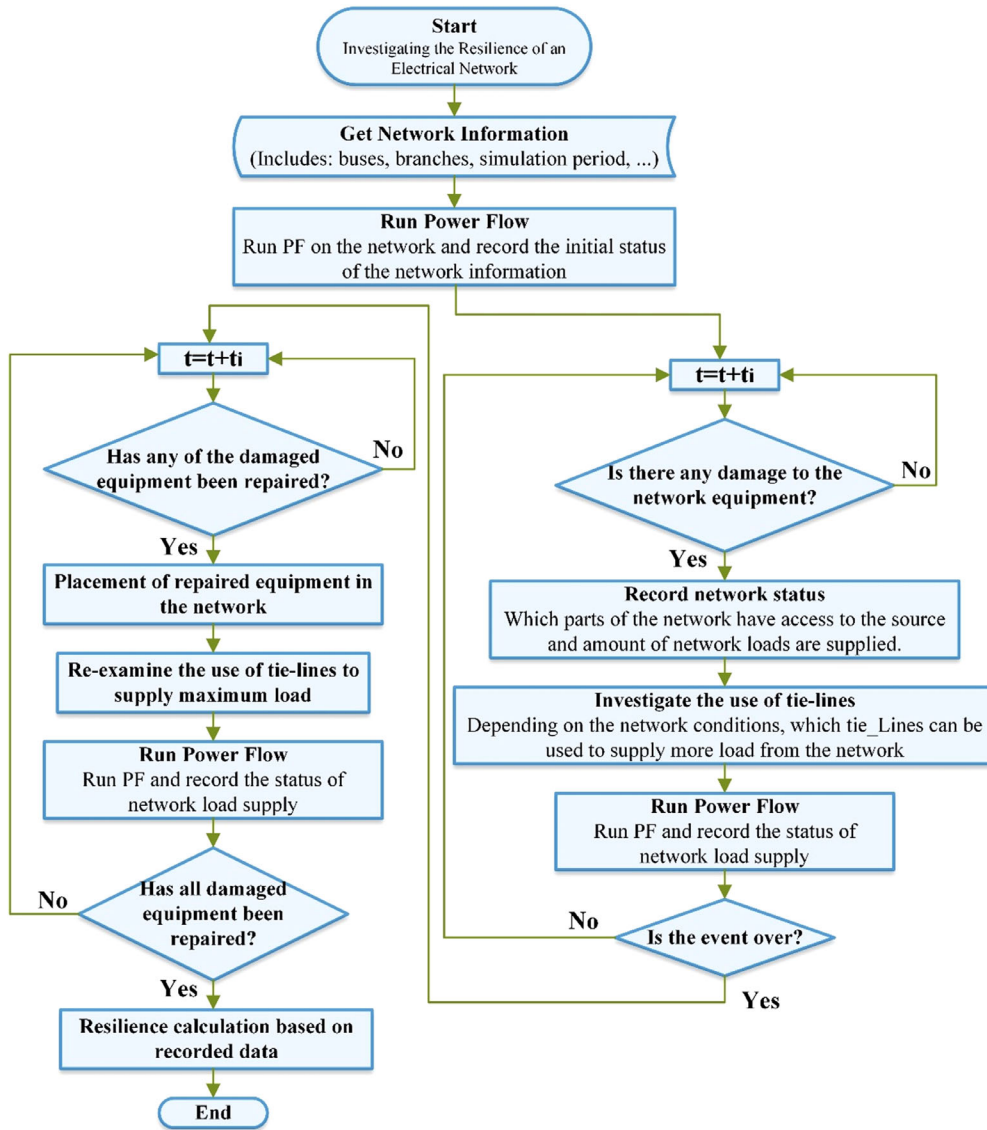 Start
Investigating the Resilience of an
Electrical Network
Get Network Information
(Includes: buses, branches, simulation period, ...)
Run Power Flow
Run PF on the network and record the initial status
of the network information
t=t+ti
Has any of the damaged
equipment been repaired?
No
Yes
Placement of repaired equipment in
the network
Re-examine the use of tie-lines to
supply maximum load
Run Power Flow
Run PF and record the status of
network load supply
Has all damaged
equipment been
repaired?
No
Yes
Resilience calculation based on
recorded data
End
t=t+ti
Is there any damage to the
network equipment?
No
Yes
Record network status
Which parts of the network have access to the source
and amount of network loads are supplied.
Investigate the use of tie-lines
Depending on the network conditions, which tie_Lines can be
used to supply more load from the network
Run Power Flow
Run PF and record the status of
network load supply
Is the event over?
No
Yes